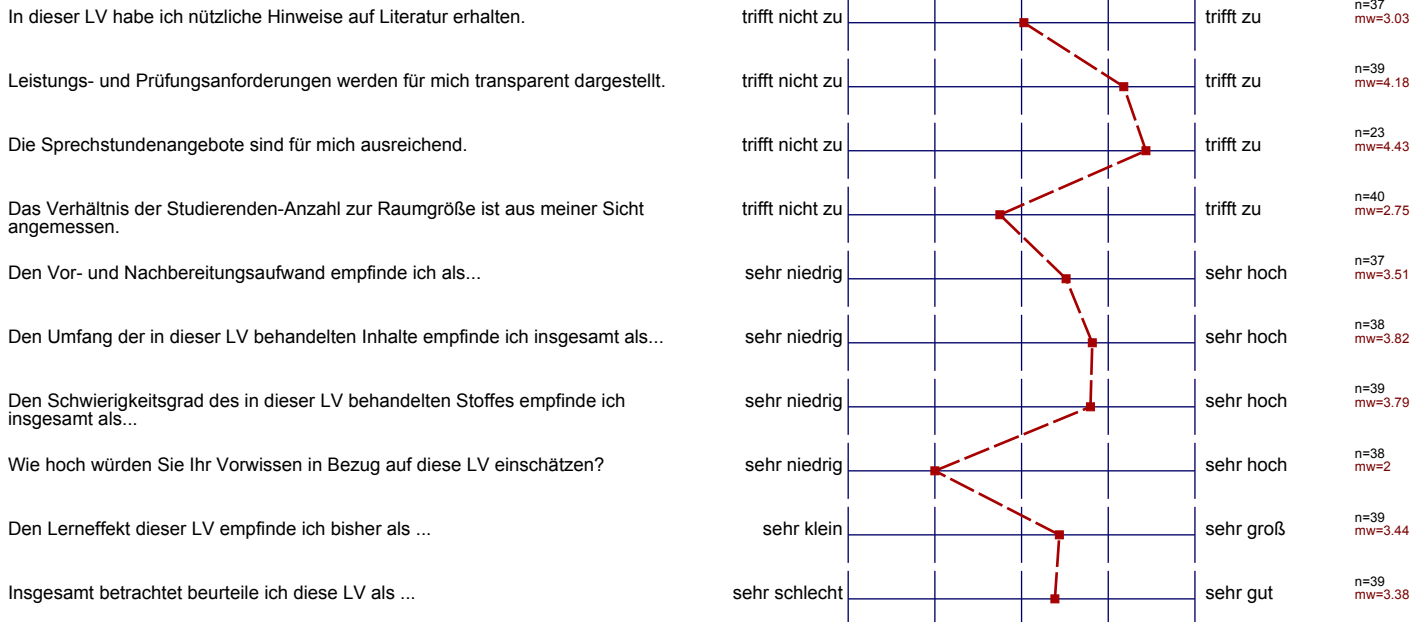 In dieser LV habe ich nützliche Hinweise auf Literatur erhalten. trifft nicht zu trifft zu n=37
mw=3.03
Leistungs- und Prüfungsanforderungen werden für mich transparent dargestellt. trifft nicht zu trifft zu n=39
mw=4.18
Die Sprechstundenangebote sind für mich ausreichend. trifft nicht zu trifft zu n=23
mw=4.43
Das Verhältnis der Studierenden-Anzahl zur Raumgröße ist aus meiner Sicht trifft nicht zu trifft zu n=40
angemessen. mw=2.75
Den Vor- und Nachbereitungsaufwand empfinde ich als... sehr niedrig sehr hoch n=37
mw=3.51
Den Umfang der in dieser LV behandelten Inhalte empfinde ich insgesamt als... sehr niedrig sehr hoch n=38
mw=3.82
Den Schwierigkeitsgrad des in dieser LV behandelten Stoffes empfinde ich sehr niedrig sehr hoch n=39
insgesamt als... mw=3.79
Wie hoch würden Sie Ihr Vorwissen in Bezug auf diese LV einschätzen? sehr niedrig sehr hoch n=38
mw=2
Den Lerneffekt dieser LV empfinde ich bisher als ... sehr klein sehr groß n=39
mw=3.44
Insgesamt betrachtet beurteile ich diese LV als ... sehr schlecht sehr gut n=39
mw=3.38